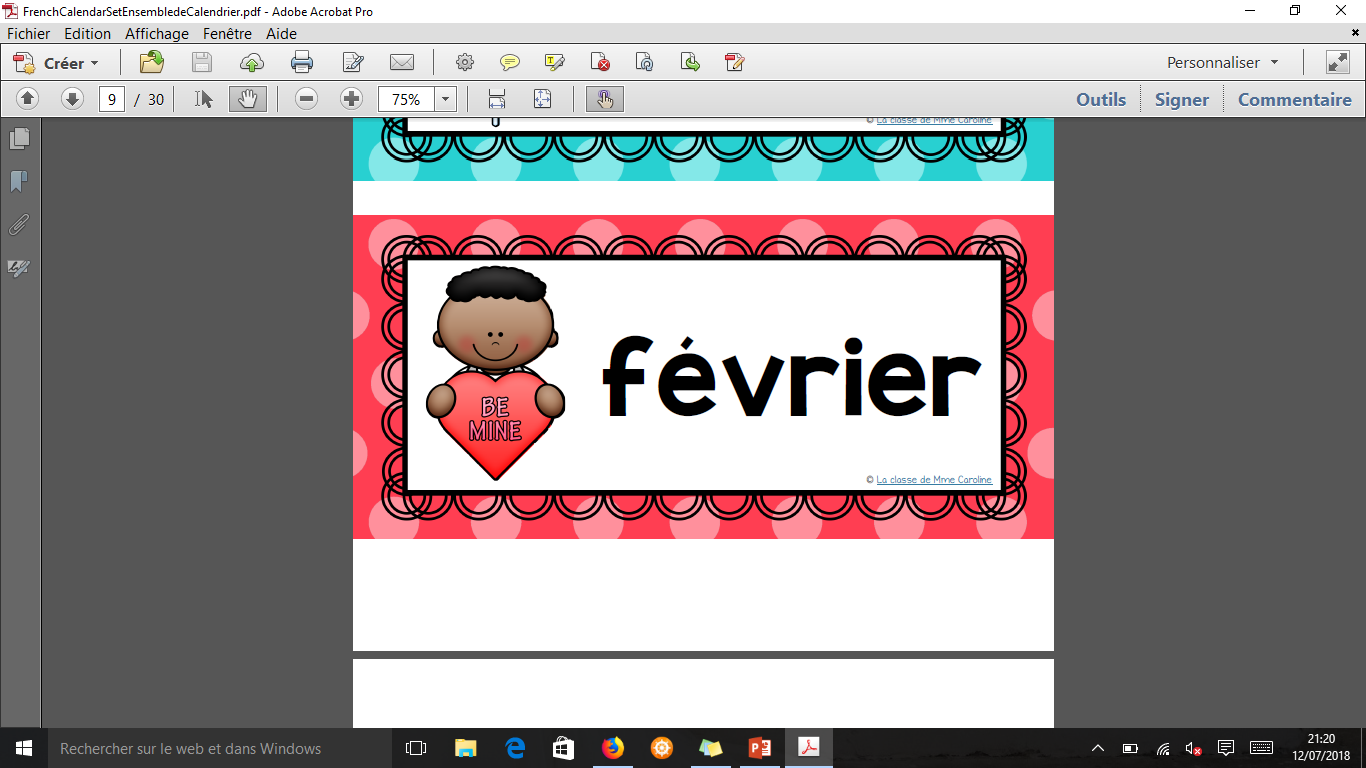 FrenchCalendarSetEnsembledeCalendrier.pdf - Adobe Acrobat Pro
Fichier Edition Affichage Fenêtre Aide
Créer Personnaliser
9 / 30 75% Outils Signer Commentaire
© La classe de Mme Caroline
BE
MINE
février
© La classe de Mme Caroline
Rechercher sur le web et dans Windows
21:20
12/07/2018